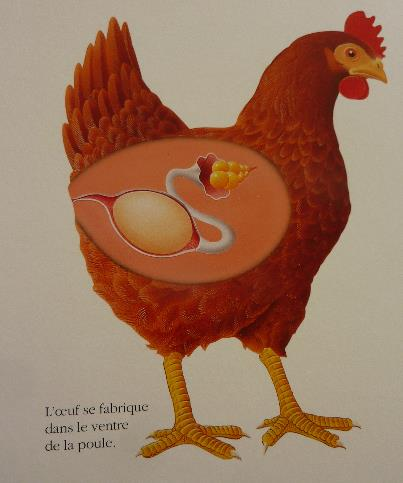 L'œuf se fabrique
dans le ventre
de la poule.